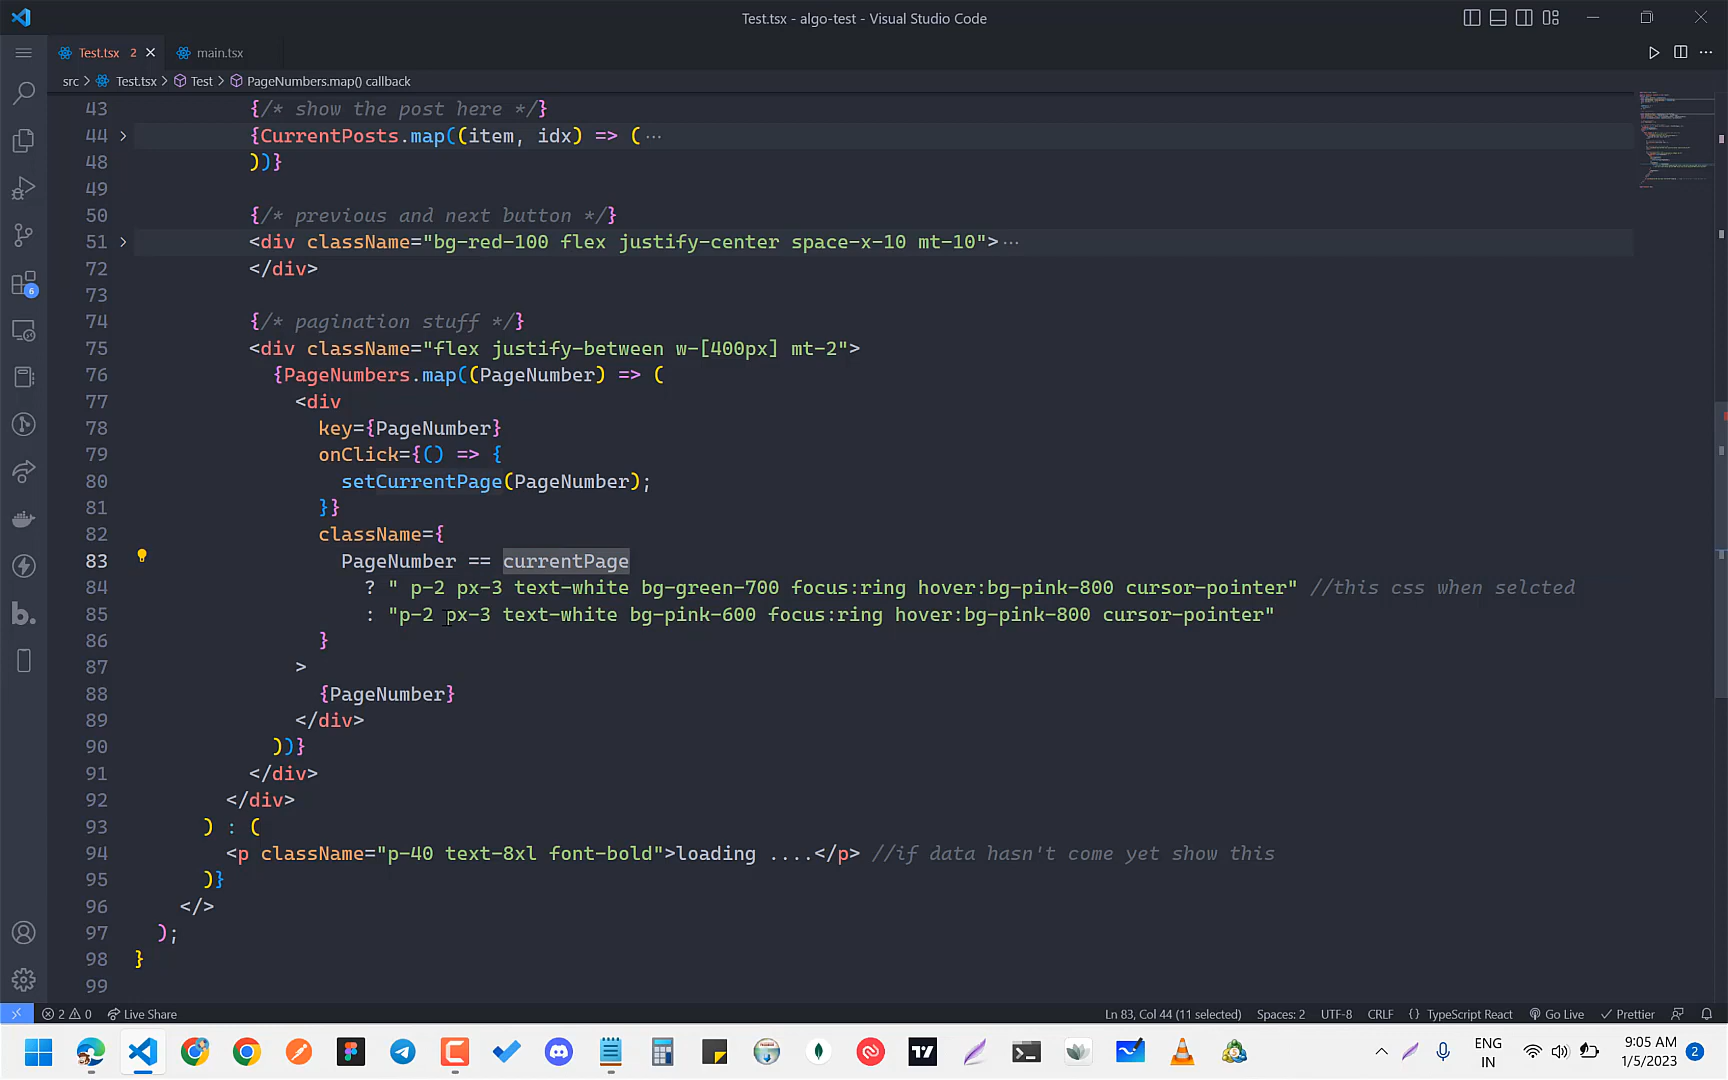 Test.tsx - algo-test - Visual Studio Code
Test.tsx 2 main.tsx
src > Test.tsx > Test > PageNumbers.map() callback
43 {/* show the post here */}
44 {CurrentPosts.map((item, idx) => ( ···
48 ))}
49
50 {/* previous and next button */}
51 <div className="bg-red-100 flex justify-center space-x-10 mt-10"> ···
72 </div>
73
74 {/* pagination stuff */}
75 <div className="flex justify-between w-[400px] mt-2">
76 {PageNumbers.map((PageNumber) => (
77 <div
78 key={PageNumber}
79 onClick={() => {
80 setCurrentPage(PageNumber);
81 }}
82 className={
83 PageNumber == currentPage
84 ? " p-2 px-3 text-white bg-green-700 focus:ring hover:bg-pink-800 cursor-pointer" //this css when selcted
85 : "p-2 px-3 text-white bg-pink-600 focus:ring hover:bg-pink-800 cursor-pointer"
86 }
87 >
88 {PageNumber}
89 </div>
90 ))}
91 </div>
92 </div>
93 ) : (
94 <p className="p-40 text-8xl font-bold">loading ....</p> //if data hasn't come yet show this
95 )}
96 </>
97 );
98 }
99
6
b.
2 0 Live Share Ln 83, Col 44 (11 selected) Spaces: 2 UTF-8 CRLF {} TypeScript React Go Live Prettier
ENG
IN
9:05 AM
1/5/2023
2